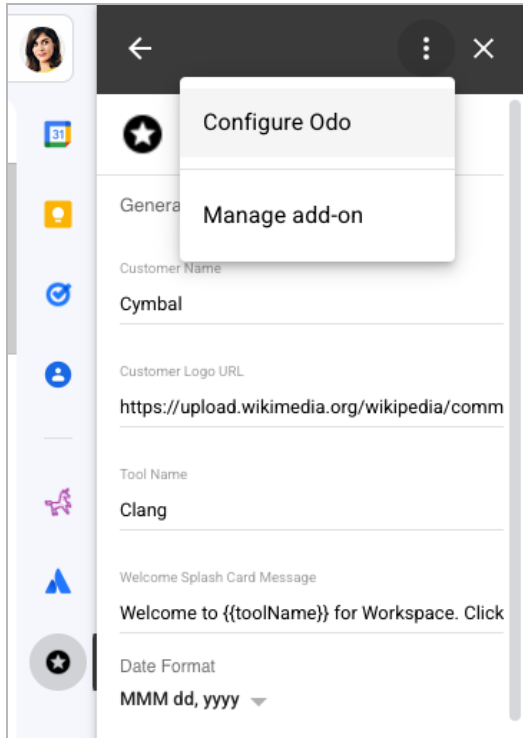 31
Configure Odo
Manage add-on
Genera
Customer Name
Cymbal
Customer Logo URL
https://upload.wikimedia.org/wikipedia/comm
Tool Name
Clang
Welcome Splash Card Message
Welcome to {{toolName}} for Workspace. Click
Date Format
MMM dd, yyyy